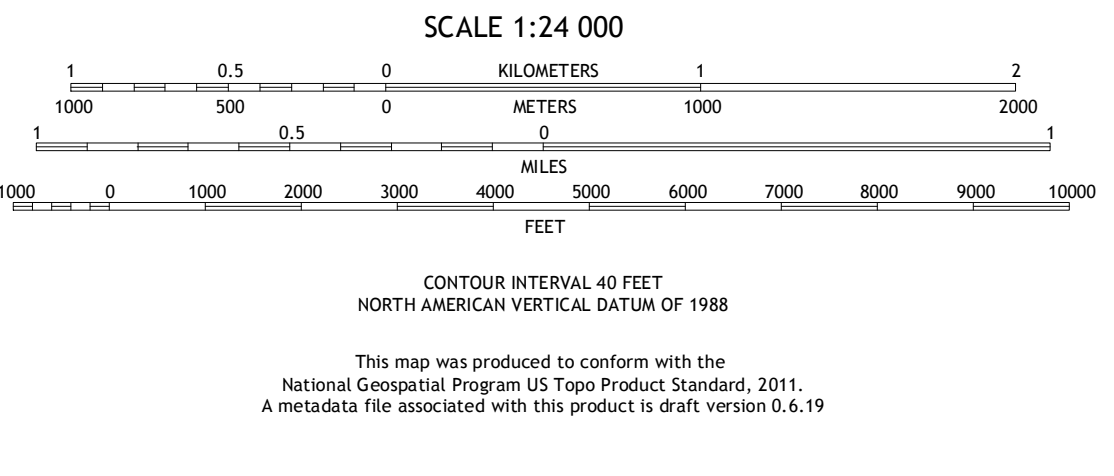 SCALE 1:24 000
1 0.5 0 KILOMETERS 1 2
1000 500 0 METERS 1000 2000
1 0.5 0 1
MILES
1000 0 1000 2000 3000 4000 5000 6000 7000 8000 9000 10000
FEET
CONTOUR INTERVAL 40 FEET
NORTH AMERICAN VERTICAL DATUM OF 1988
This map was produced to conform with the
National Geospatial Program US Topo Product Standard, 2011.
A metadata file associated with this product is draft version 0.6.19